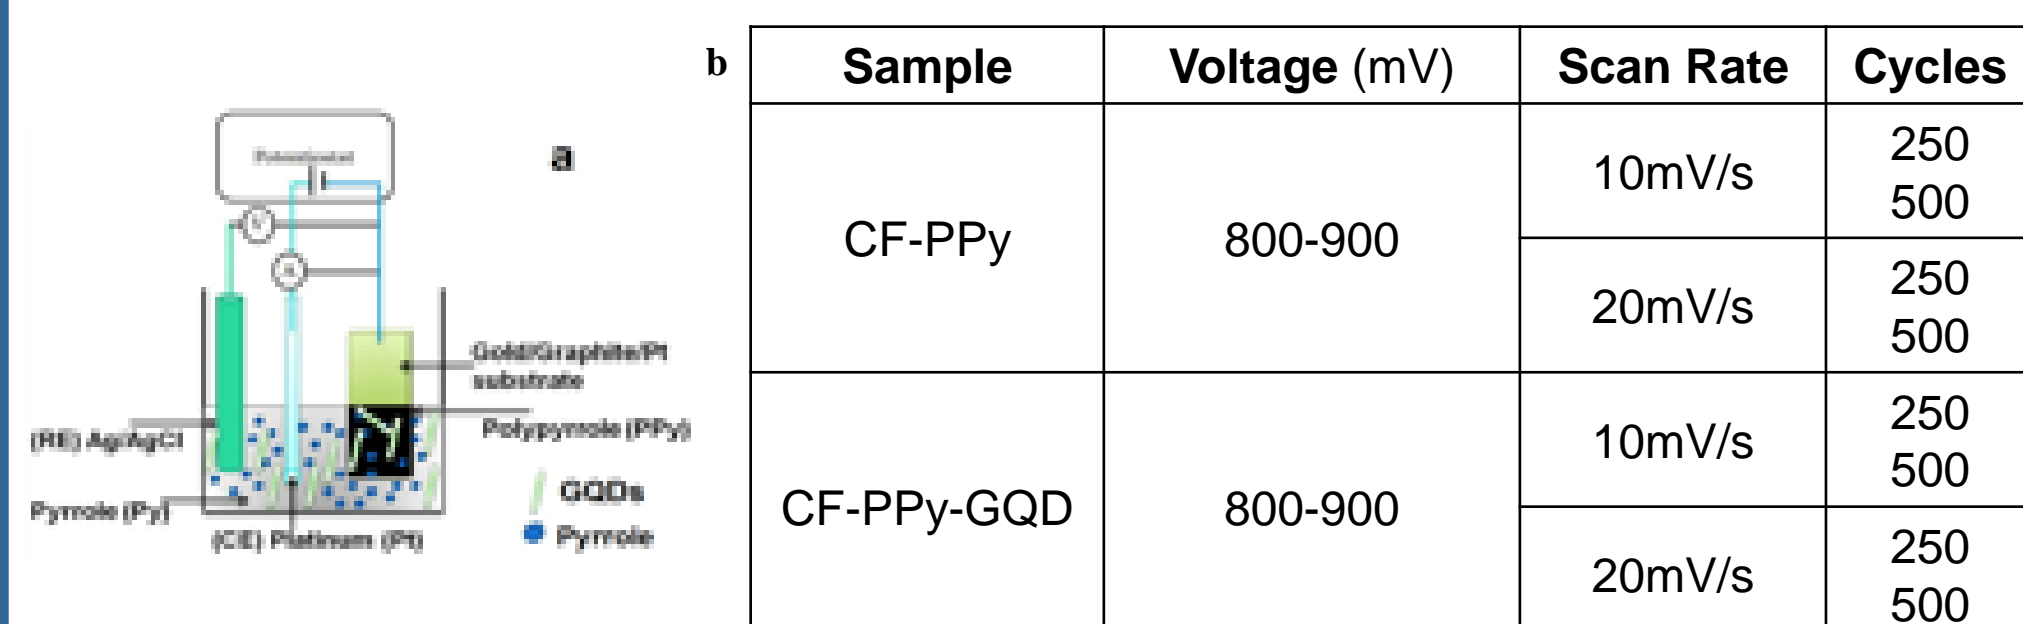 a
Potentiostat
V
A
Gold/Graphite/Pt
substrate
Polypyrrole (PPy)
(RE) Ag/AgCl
Pyrrole (Py)
(CE) Platinum (Pt)
GQDs
Pyrrole
b
Sample Voltage (mV) Scan Rate Cycles
CF-PPy 800-900 10mV/s 250
500
20mV/s 250
500
CF-PPy-GQD 800-900 10mV/s 250
500
20mV/s 250
500